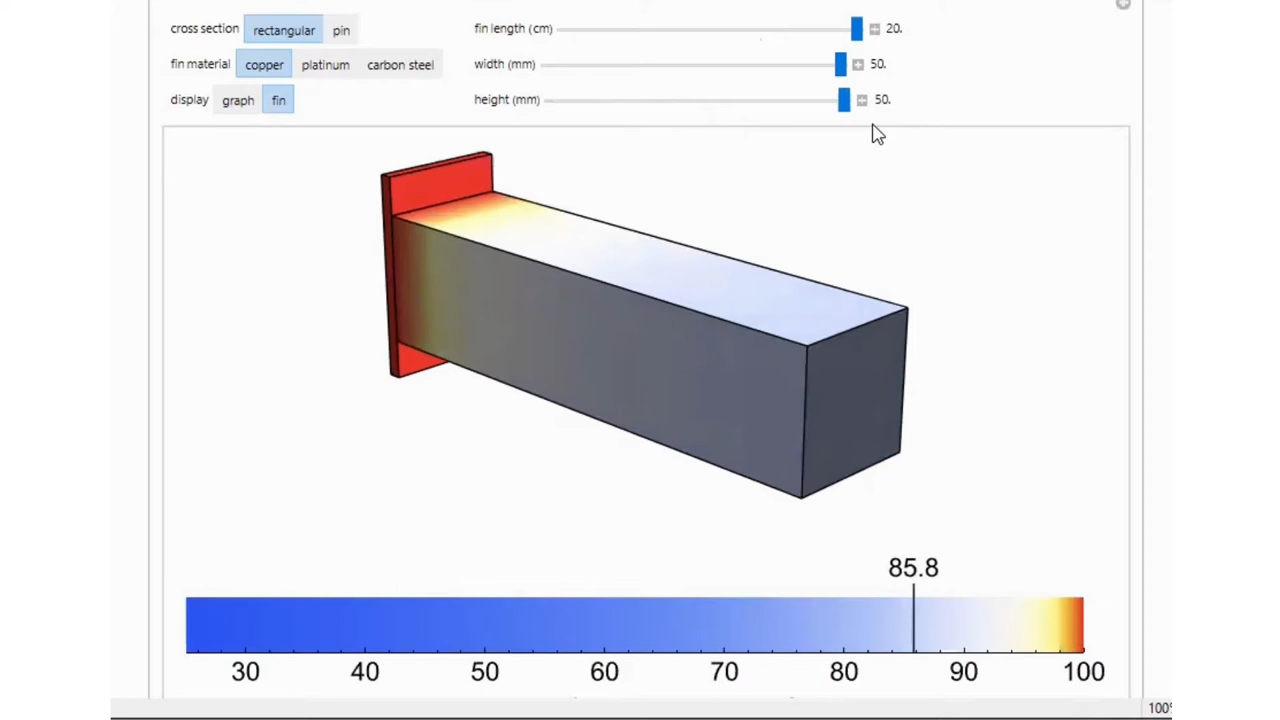 cross section rectangular pin fin length (cm) 20.
fin material copper platinum carbon steel width (mm) 50.
display graph fin height (mm) 50.
85.8
30 40 50 60 70 80 90 100
100%